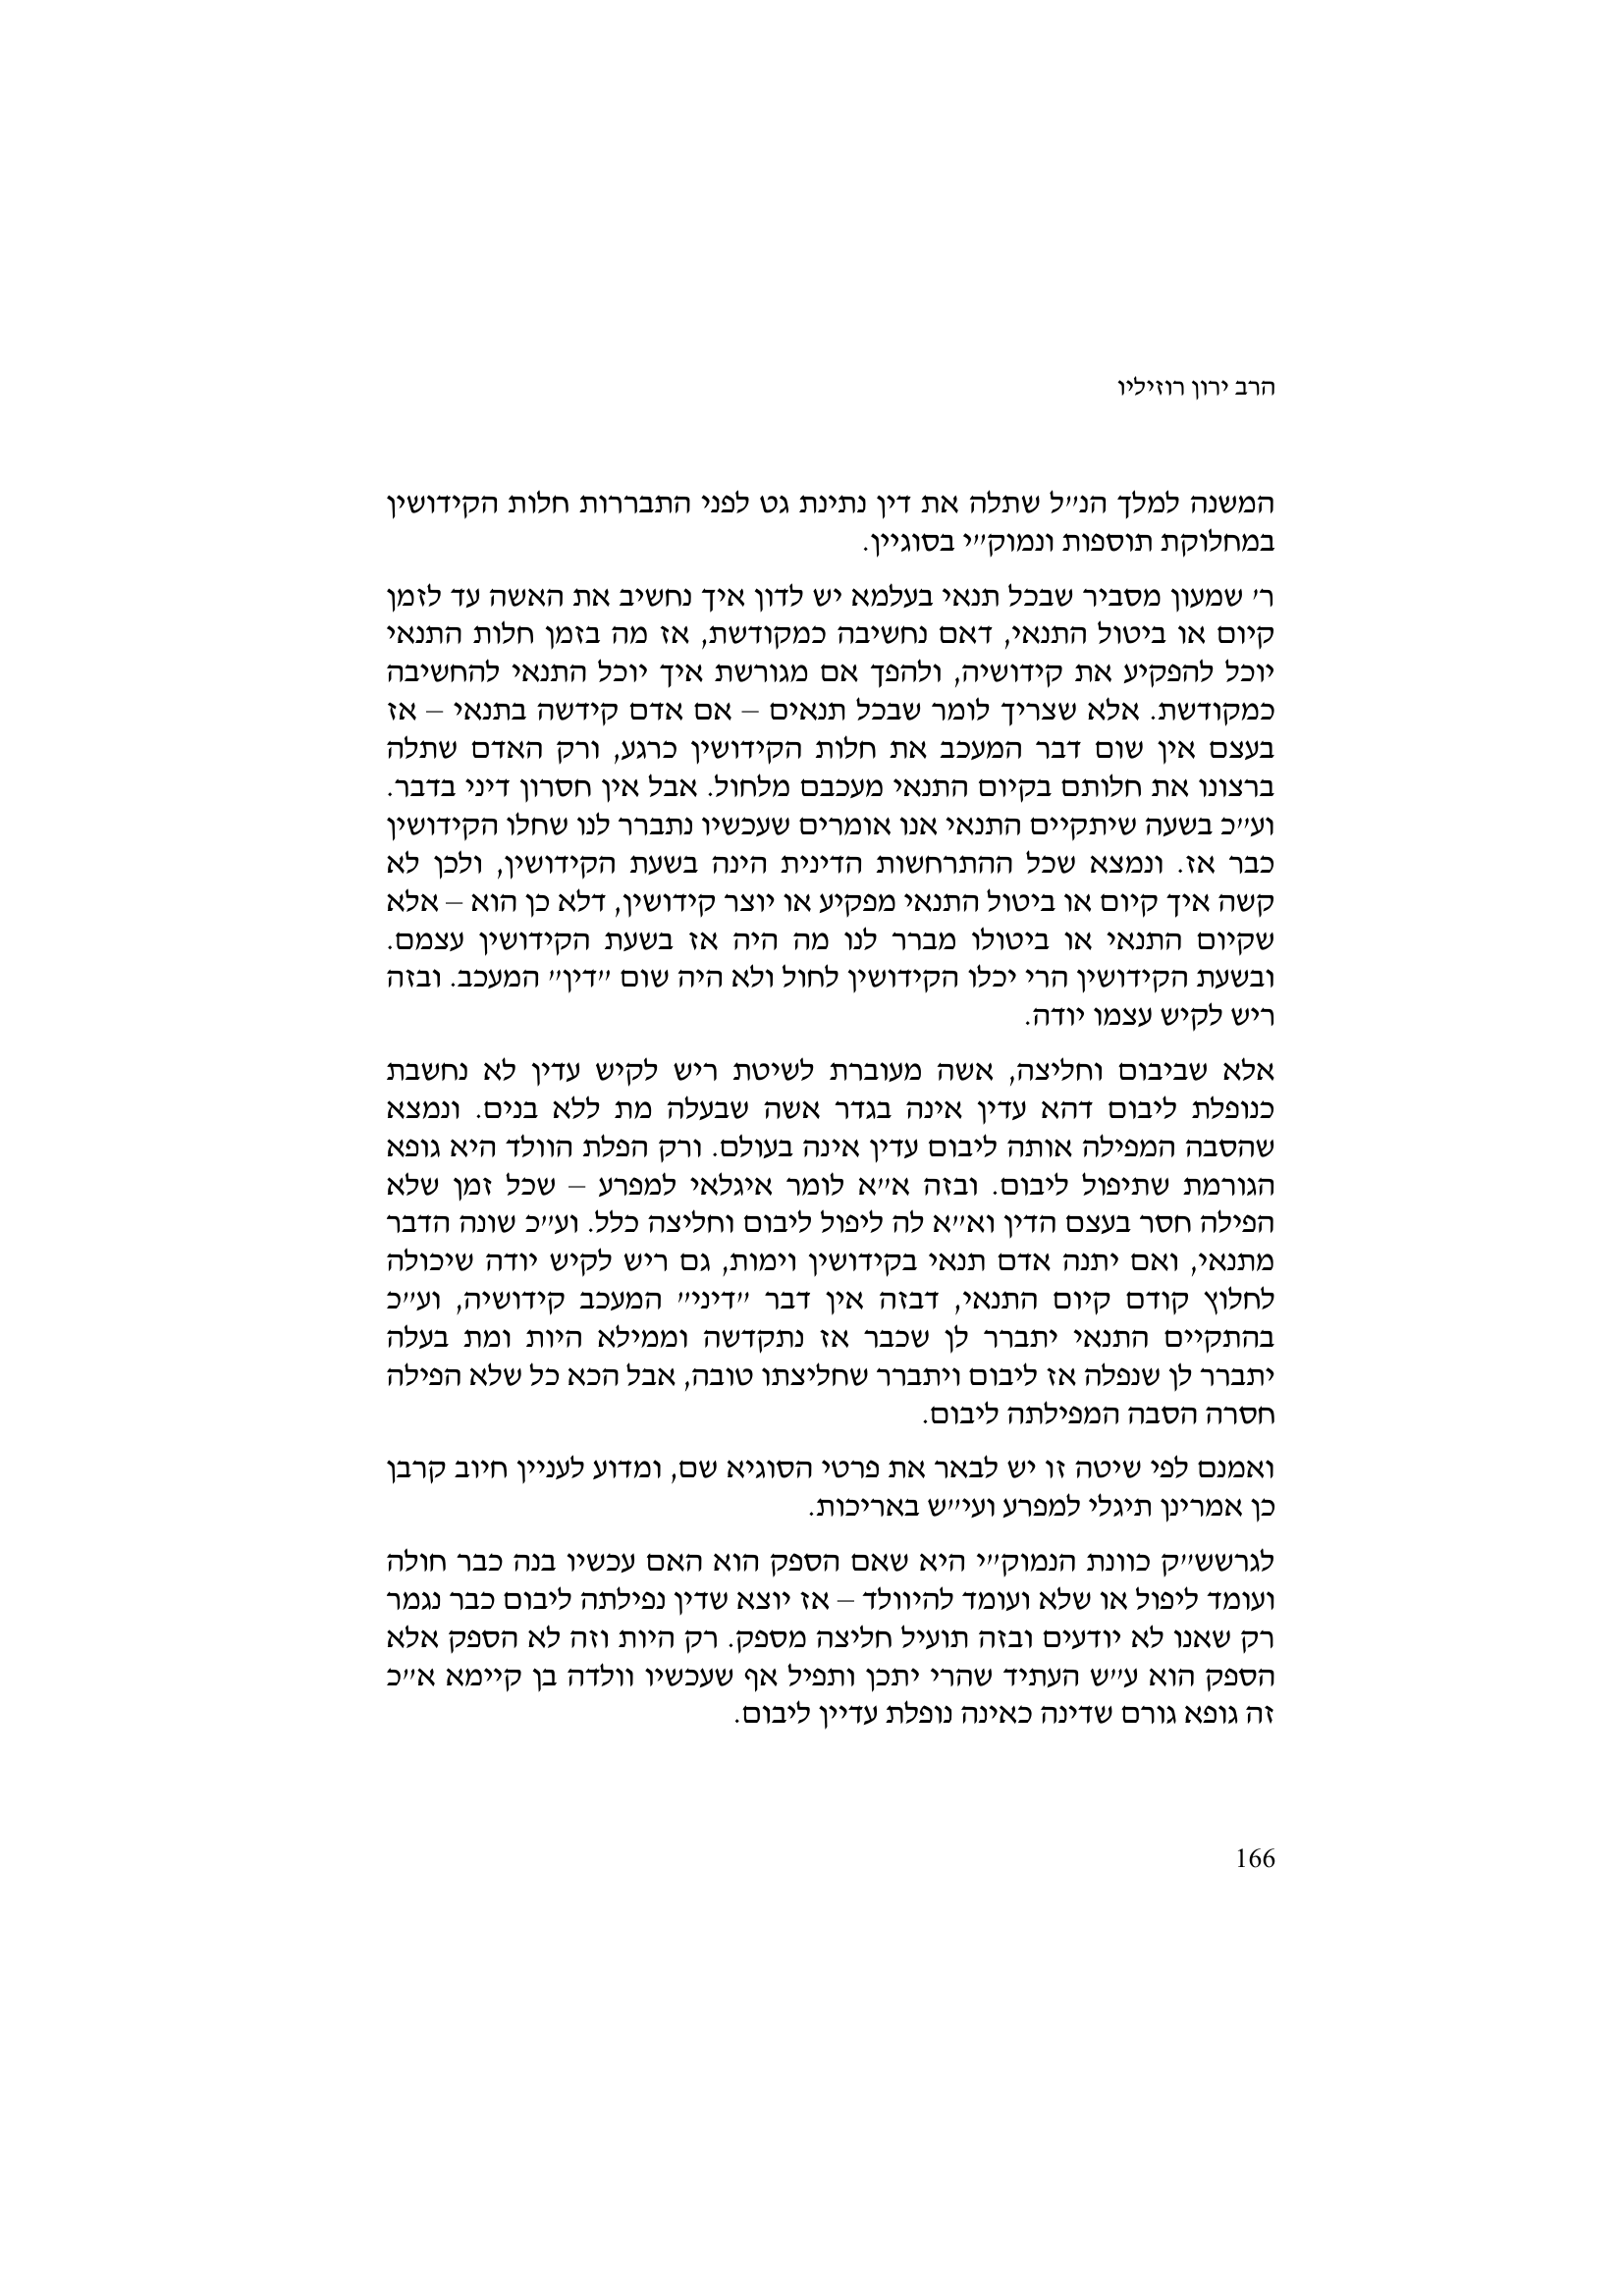 הרב ירון רוזיליו
המשנה למלך הנ״ל שתלה את דין נתינת גט לפני התבררות חלות הקידושין
במחלוקת תוספות ונמוק״י בסוגיין.
ר׳ שמעון מסביר שבכל תנאי בעלמא יש לדון איך נחשיב את האשה עד לזמן
קיום או ביטול התנאי, דאם נחשיבה כמקודשת, אז מה בזמן חלות התנאי
יוכל להפקיע את קידושיה, ולהפך אם מגורשת איך יוכל התנאי להחשיבה
כמקודשת. אלא שצריך לומר שבכל תנאים – אם אדם קידשה בתנאי – אז
בעצם אין שום דבר המעכב את חלות הקידושין כרגע, ורק האדם שתלה
ברצונו את חלותם בקיום התנאי מעכבם מלחול. אבל אין חסרון דיני בדבר.
וע״כ בשעה שיתקיים התנאי אנו אומרים שעכשיו נתברר לנו שחלו הקידושין
כבר אז. ונמצא שכל ההתרחשות הדינית הינה בשעת הקידושין, ולכן לא
קשה איך קיום או ביטול התנאי מפקיע או יוצר קידושין, דלא כן הוא – אלא
שקיום התנאי או ביטולו מברר לנו מה היה אז בשעת הקידושין עצמם.
ובשעת הקידושין הרי יכלו הקידושין לחול ולא היה שום ״דין״ המעכב. ובזה
ריש לקיש עצמו יודה.
אלא שביבום וחליצה, אשה מעוברת לשיטת ריש לקיש עדין לא נחשבת
כנופלת ליבום דהא עדין אינה בגדר אשה שבעלה מת ללא בנים. ונמצא
שהסבה המפילה אותה ליבום עדין אינה בעולם. ורק הפלת הוולד היא גופא
הגורמת שתיפול ליבום. ובזה א״א לומר איגלאי למפרע – שכל זמן שלא
הפילה חסר בעצם הדין וא״א לה ליפול ליבום וחליצה כלל. וע״כ שונה הדבר
מתנאי, ואם יתנה אדם תנאי בקידושין וימות, גם ריש לקיש יודה שיכולה
לחלוץ קודם קיום התנאי, דבזה אין דבר ״דיני״ המעכב קידושיה, וע״כ
בהתקיים התנאי יתברר לן שכבר אז נתקדשה וממילא היות ומת בעלה
יתברר לן שנפלה אז ליבום ויתברר שחליצתו טובה, אבל הכא כל שלא הפילה
חסרה הסבה המפילתה ליבום.
ואמנם לפי שיטה זו יש לבאר את פרטי הסוגיא שם, ומדוע לעניין חיוב קרבן
כן אמרינן תיגלי למפרע ועי״ש באריכות.
לגרשש״ק כוונת הנמוק״י היא שאם הספק הוא האם עכשיו בנה כבר חולה
ועומד ליפול או שלא ועומד להיוולד – אז יוצא שדין נפילתה ליבום כבר נגמר
רק שאנו לא יודעים ובזה תועיל חליצה מספק. רק היות וזה לא הספק אלא
הספק הוא ע״ש העתיד שהרי יתכן ותפיל אף שעכשיו וולדה בן קיימא א״כ
זה גופא גורם שדינה כאינה נופלת עדיין ליבום.
166